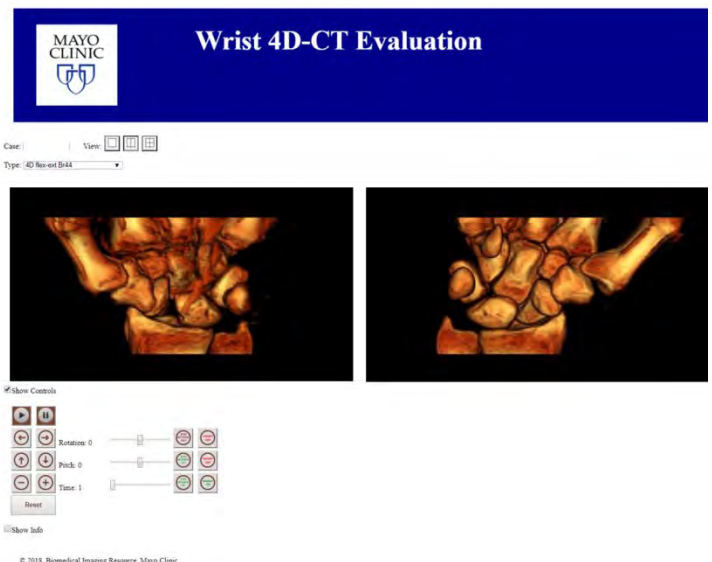 MAYO
CLINIC
Wrist 4D-CT Evaluation
Case:
View:
Type: 4D flex-ext Br44
Show Controls
Rotation: 0
Pitch: 0
Time: 1
Reset
Show Info
© 2018, Biomedical Imaging Resource, Mayo Clinic